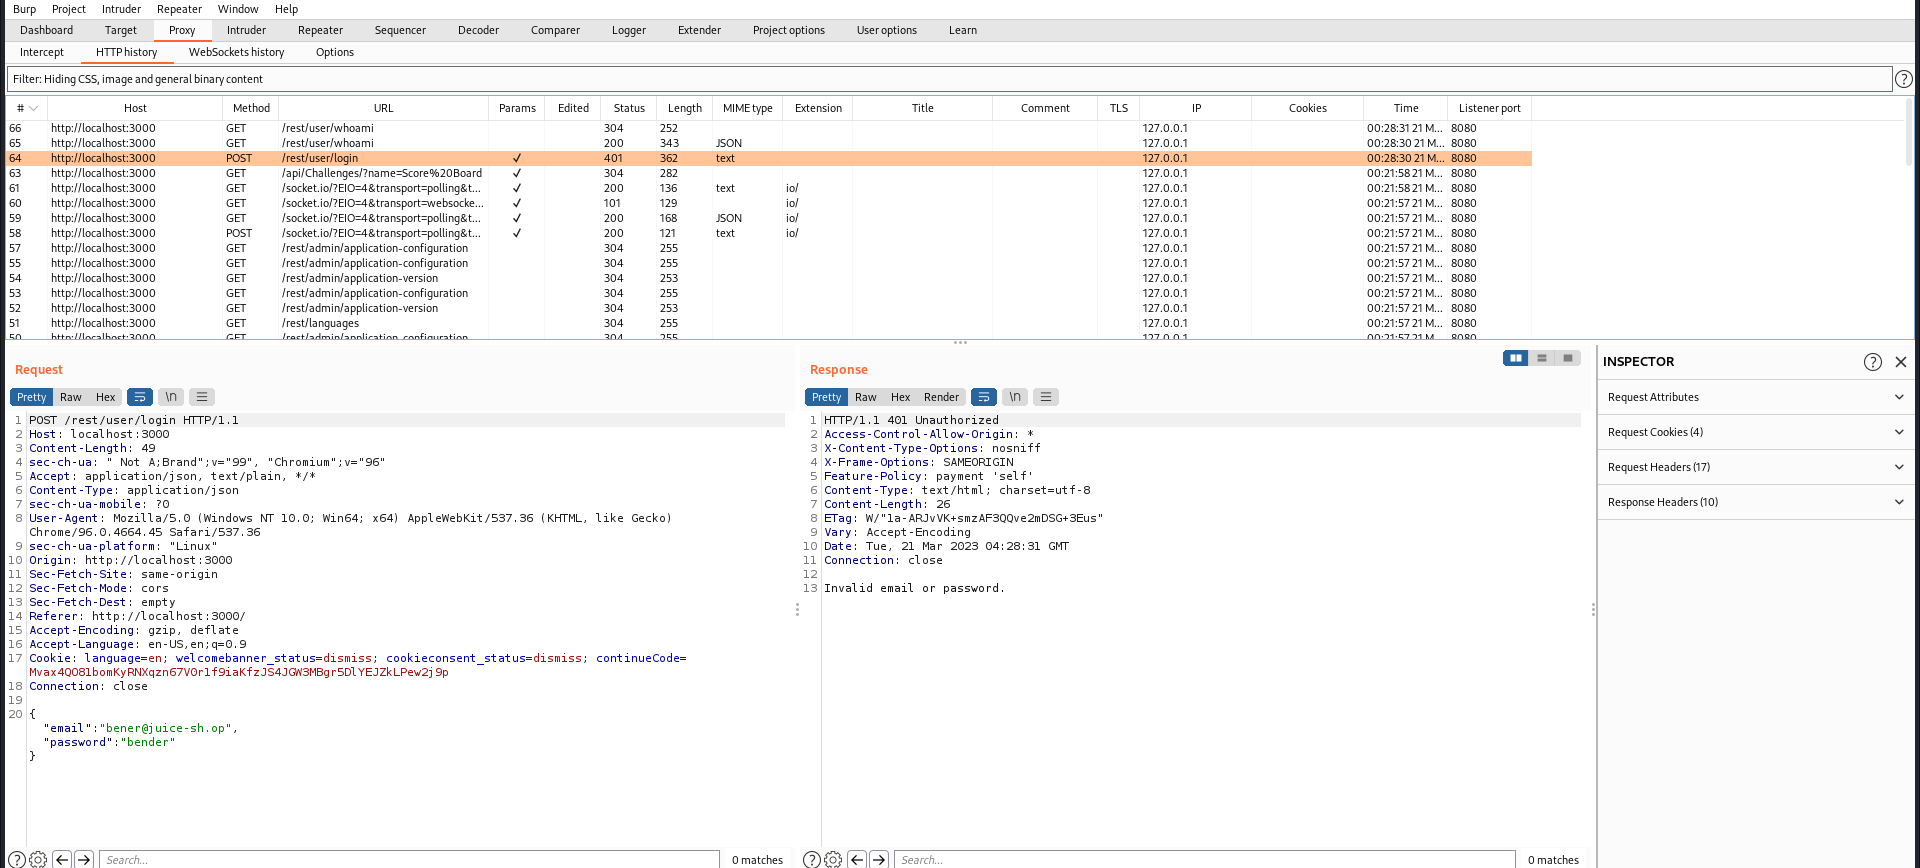 Burp Project Intruder Repeater Window Help
Dashboard Target Proxy Intruder Repeater Sequencer Decoder Comparer Logger Extender Project options User options Learn
Intercept HTTP history WebSockets history Options
Filter: Hiding CSS, image and general binary content
# Host Method URL Params Edited Status Length MIME type Extension Title Comment TLS IP Cookies Time Listener port
66 http://localhost:3000 GET /rest/user/whoami 304 252 127.0.0.1 00:28:31 21 M... 8080
65 http://localhost:3000 GET /rest/user/whoami 200 343 JSON 127.0.0.1 00:28:30 21 M... 8080
64 http://localhost:3000 POST /rest/user/login ✓ 401 362 text 127.0.0.1 00:28:30 21 M... 8080
63 http://localhost:3000 GET /api/Challenges/?name=Score%20Board ✓ 304 282 127.0.0.1 00:21:58 21 M... 8080
61 http://localhost:3000 GET /socket.io/?EIO=4&transport=polling&t... ✓ 200 136 text io/ 127.0.0.1 00:21:58 21 M... 8080
60 http://localhost:3000 GET /socket.io/?EIO=4&transport=websocke... ✓ 101 129 io/ 127.0.0.1 00:21:57 21 M... 8080
59 http://localhost:3000 GET /socket.io/?EIO=4&transport=polling&t... ✓ 200 168 JSON io/ 127.0.0.1 00:21:57 21 M... 8080
58 http://localhost:3000 POST /socket.io/?EIO=4&transport=polling&t... ✓ 200 121 text io/ 127.0.0.1 00:21:57 21 M... 8080
57 http://localhost:3000 GET /rest/admin/application-configuration 304 255 127.0.0.1 00:21:57 21 M... 8080
55 http://localhost:3000 GET /rest/admin/application-configuration 304 255 127.0.0.1 00:21:57 21 M... 8080
54 http://localhost:3000 GET /rest/admin/application-version 304 253 127.0.0.1 00:21:57 21 M... 8080
53 http://localhost:3000 GET /rest/admin/application-configuration 304 255 127.0.0.1 00:21:57 21 M... 8080
52 http://localhost:3000 GET /rest/admin/application-version 304 253 127.0.0.1 00:21:57 21 M... 8080
51 http://localhost:3000 GET /rest/languages 304 255 127.0.0.1 00:21:57 21 M... 8080
50 http://localhost:3000 GET /rest/admin/application-configuration 304 255 127.0.0.1 00:21:57 21 M... 8080
Request
Pretty Raw Hex \n
1 POST /rest/user/login HTTP/1.1
2 Host: localhost:3000
3 Content-Length: 49
4 sec-ch-ua: " Not A;Brand";v="99", "Chromium";v="96"
5 Accept: application/json, text/plain, */*
6 Content-Type: application/json
7 sec-ch-ua-mobile: ?0
8 User-Agent: Mozilla/5.0 (Windows NT 10.0; Win64; x64) AppleWebKit/537.36 (KHTML, like Gecko)
Chrome/96.0.4664.45 Safari/537.36
9 sec-ch-ua-platform: "Linux"
10 Origin: http://localhost:3000
11 Sec-Fetch-Site: same-origin
12 Sec-Fetch-Mode: cors
13 Sec-Fetch-Dest: empty
14 Referer: http://localhost:3000/
15 Accept-Encoding: gzip, deflate
16 Accept-Language: en-US,en;q=0.9
17 Cookie: language=en; welcomebanner_status=dismiss; cookieconsent_status=dismiss; continueCode=
Mvax4QO81bomKyRNXqzn67V0r1f9iaKfzJS4JGW3MBgr5DlYEJZkLPew2j9p
18 Connection: close
19
20 {
"email":"bener@juice-sh.op",
"password":"bender"
}
Search... 0 matches
Response
Pretty Raw Hex Render \n
1 HTTP/1.1 401 Unauthorized
2 Access-Control-Allow-Origin: *
3 X-Content-Type-Options: nosniff
4 X-Frame-Options: SAMEORIGIN
5 Feature-Policy: payment 'self'
6 Content-Type: text/html; charset=utf-8
7 Content-Length: 26
8 ETag: W/"1a-ARJvVK+smzAF3QQve2mDSG+3Eus"
9 Vary: Accept-Encoding
10 Date: Tue, 21 Mar 2023 04:28:31 GMT
11 Connection: close
12
13 Invalid email or password.
Search... 0 matches
INSPECTOR
Request Attributes
Request Cookies (4)
Request Headers (17)
Response Headers (10)